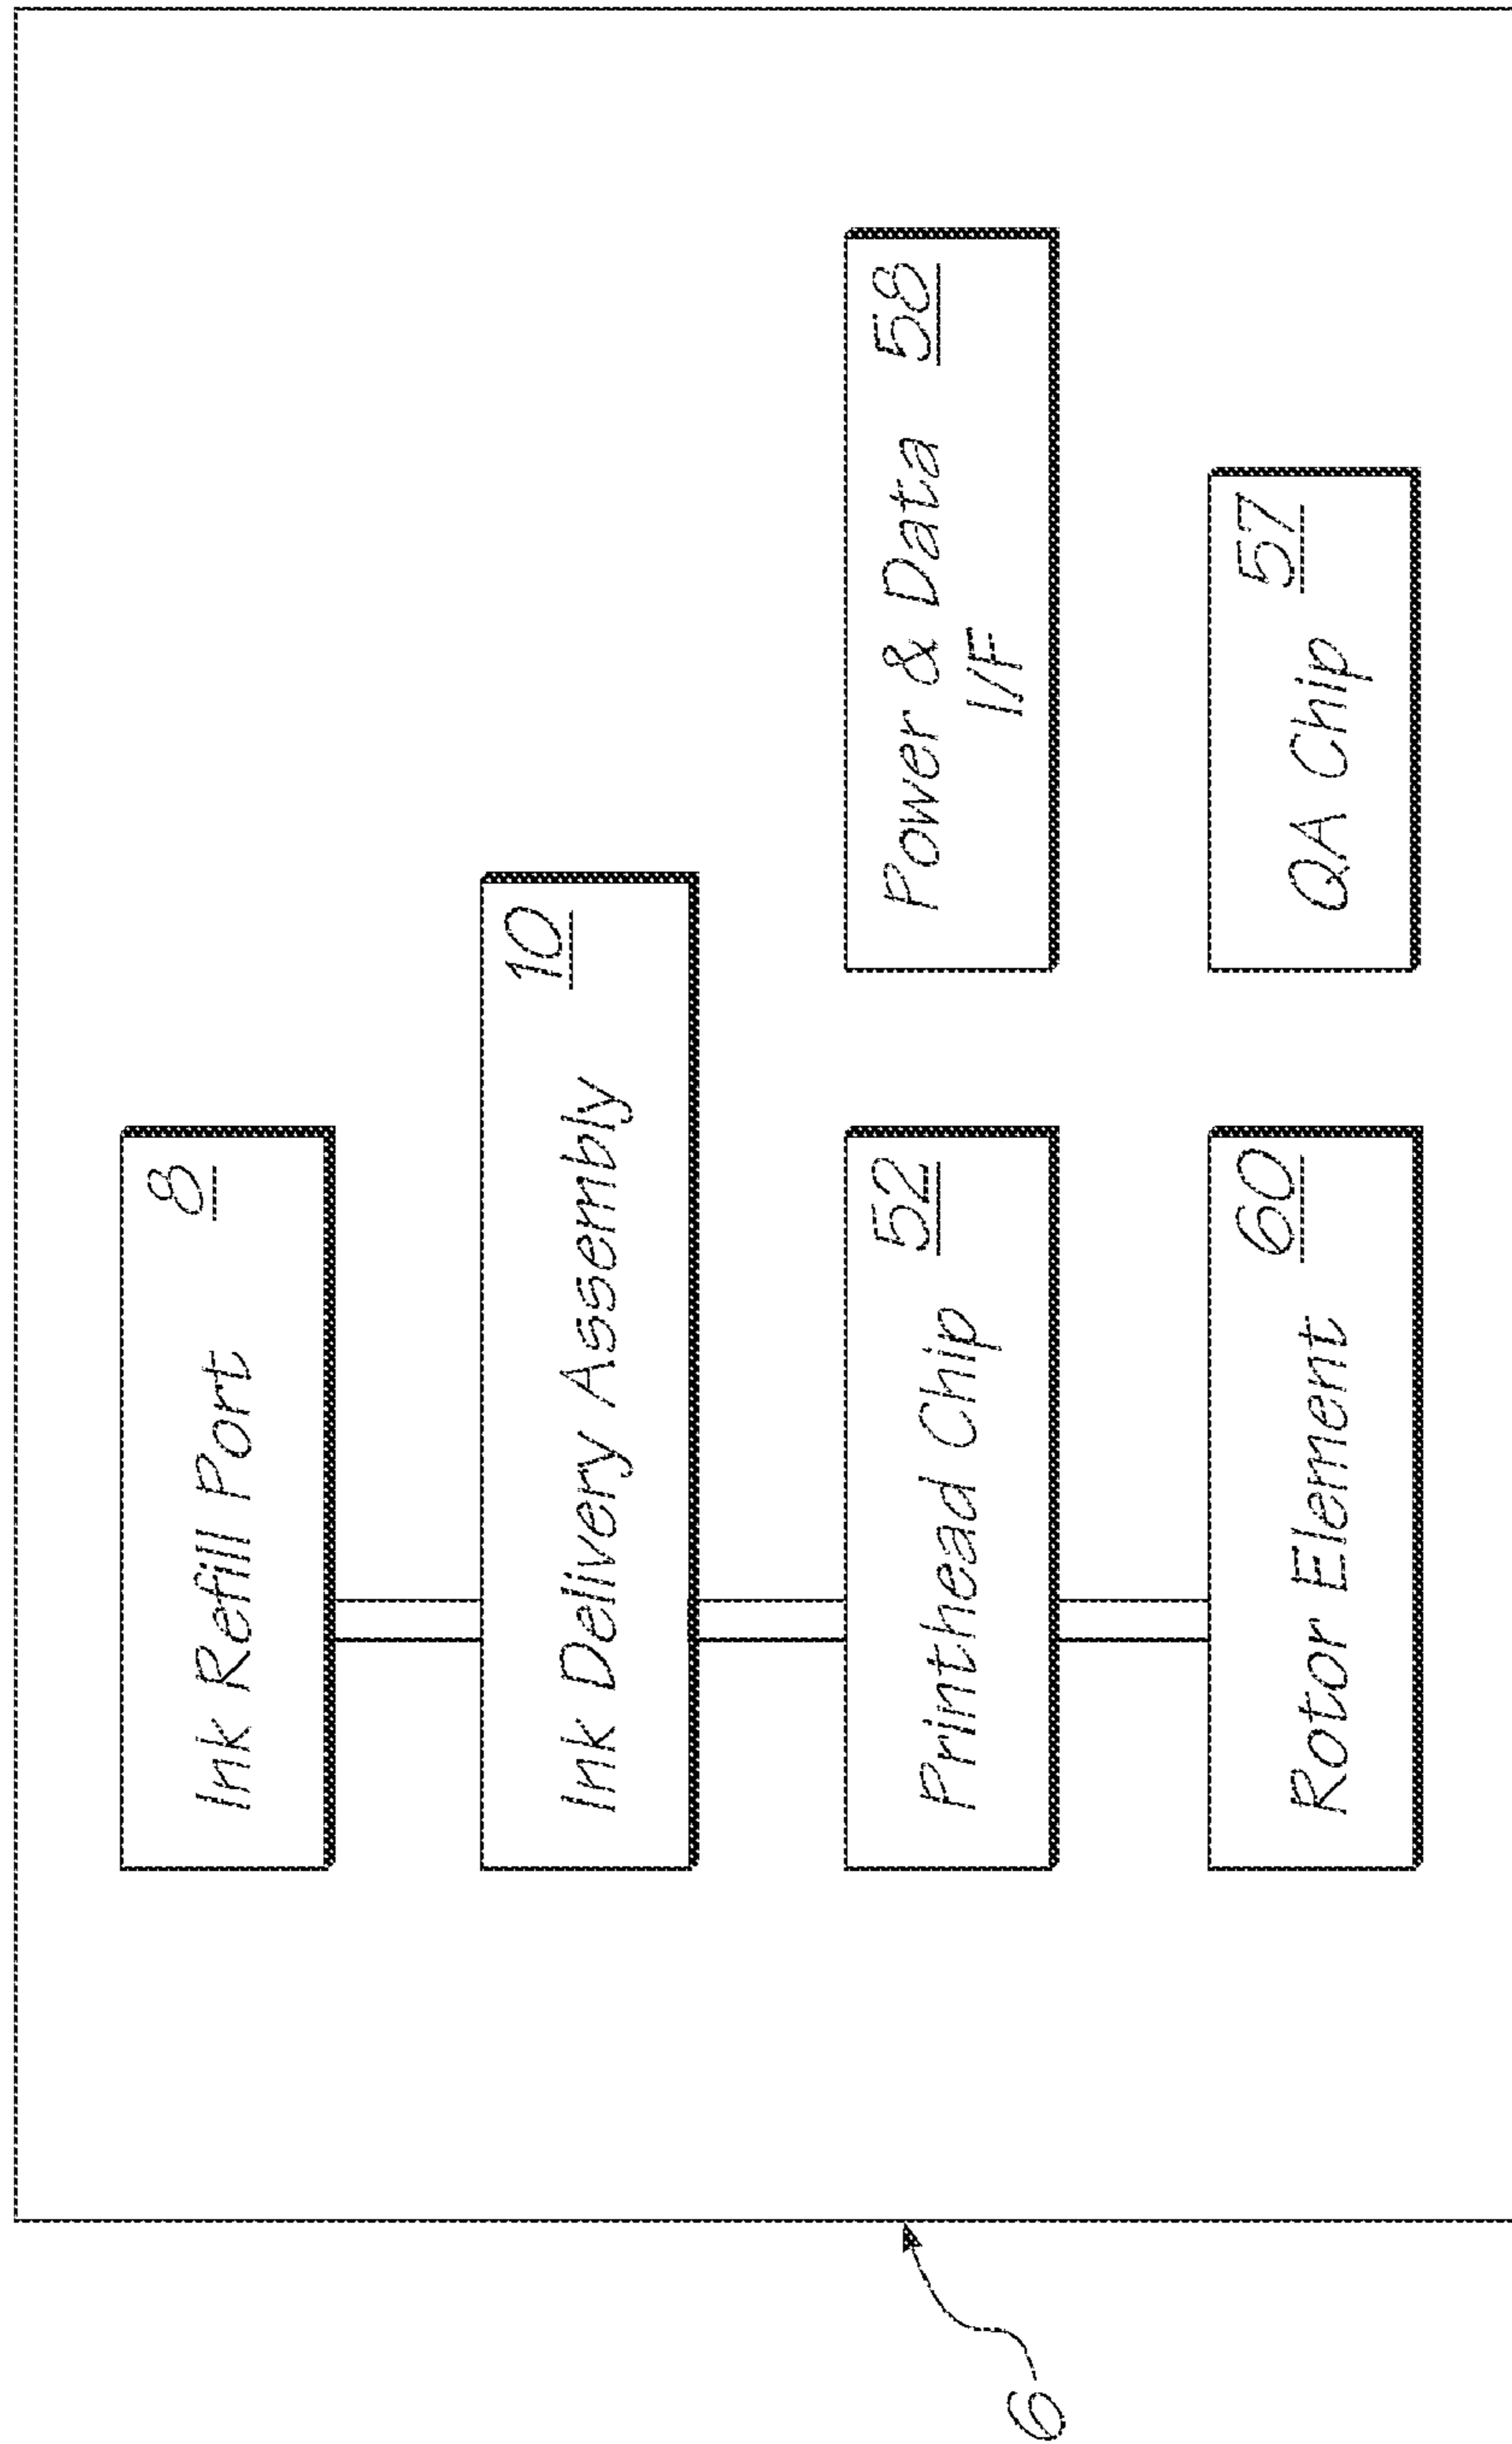 Ink Refill Port 8
Ink Delivery Assembly 10
Printhead Chip 52
Power & Data 58
I/F
Rotor Element 60
QA Chip 57
6